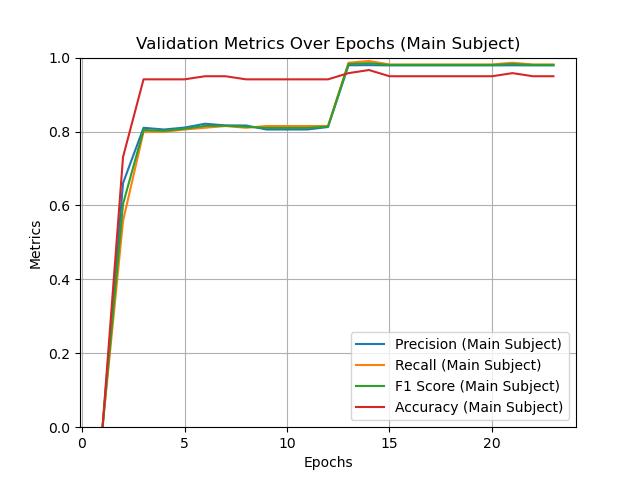 Validation Metrics Over Epochs (Main Subject)
1.0
0.8
0.6
0.4
0.2
0.0
Metrics
Precision (Main Subject)
Recall (Main Subject)
F1 Score (Main Subject)
Accuracy (Main Subject)
0 5 10 15 20
Epochs